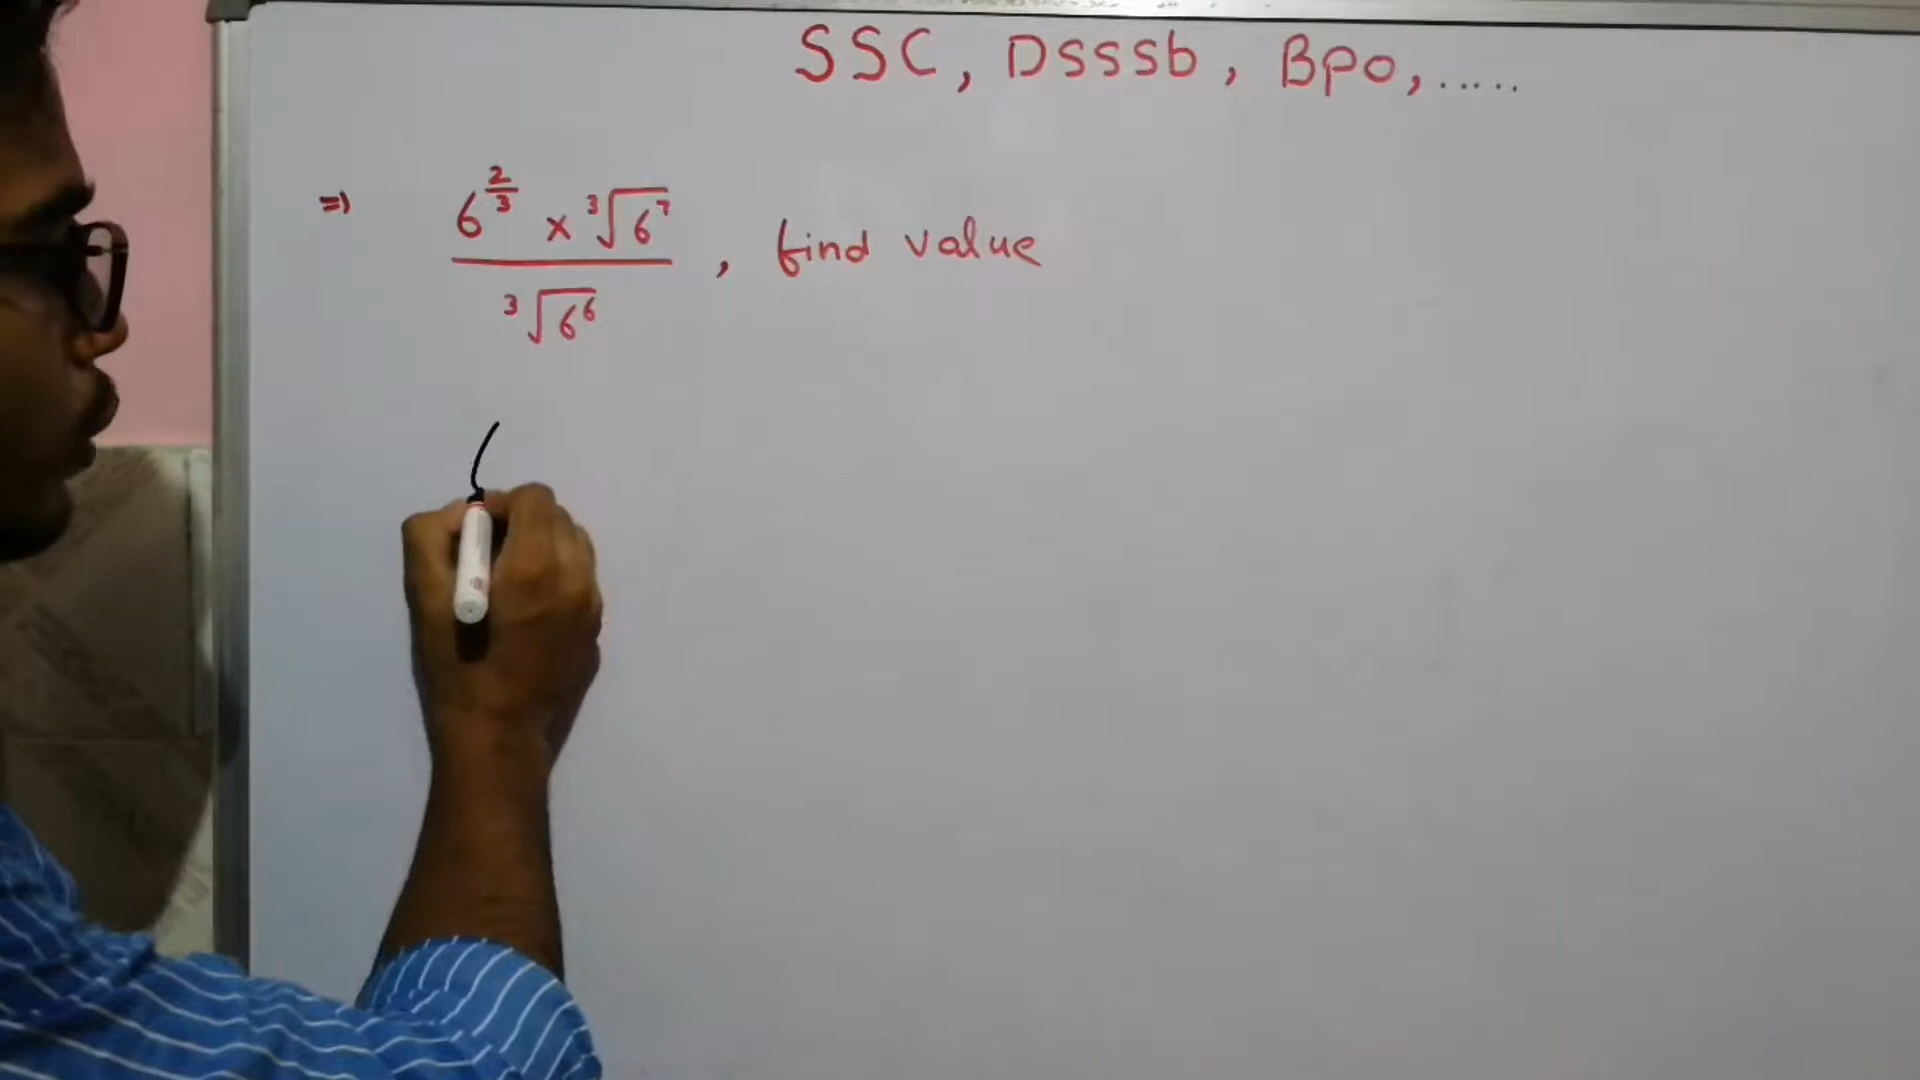 SSC, DSSSb, Bpo, .....
⇒ (6^(2/3) × ∛(6^7)) / ∛(6^6) , find value